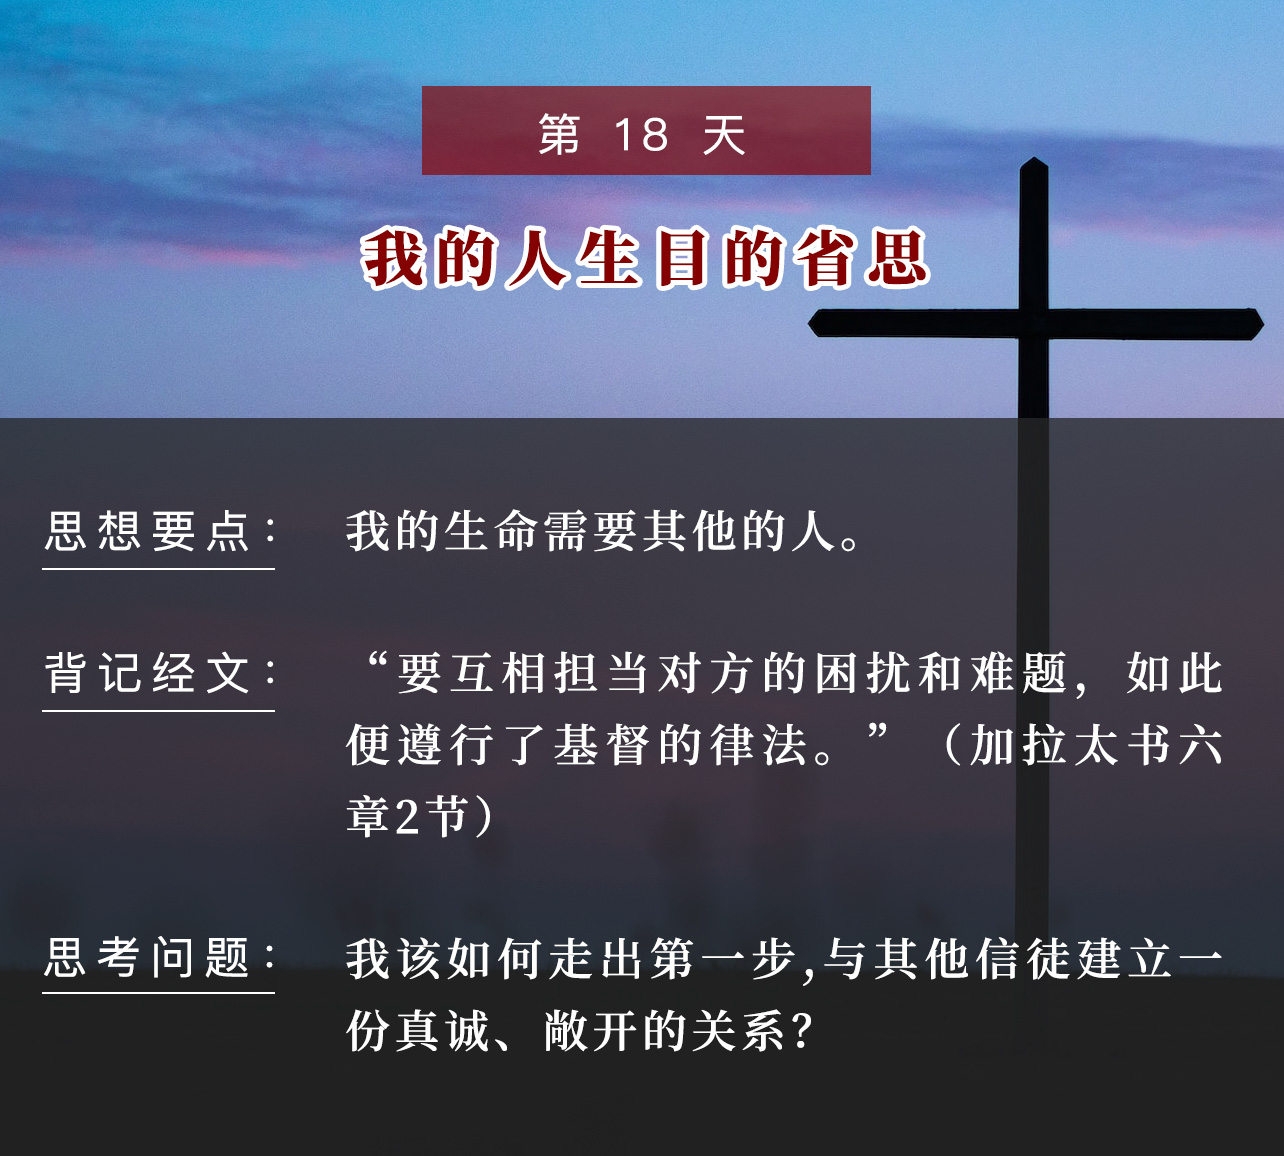 第 18 天
我的人生目的省思
思想要点： 我的生命需要其他的人。
背记经文： “要互相担当对方的困扰和难题，如此
便遵行了基督的律法。”（加拉太书六
章2节）
思考问题： 我该如何走出第一步,与其他信徒建立一
份真诚、敞开的关系?